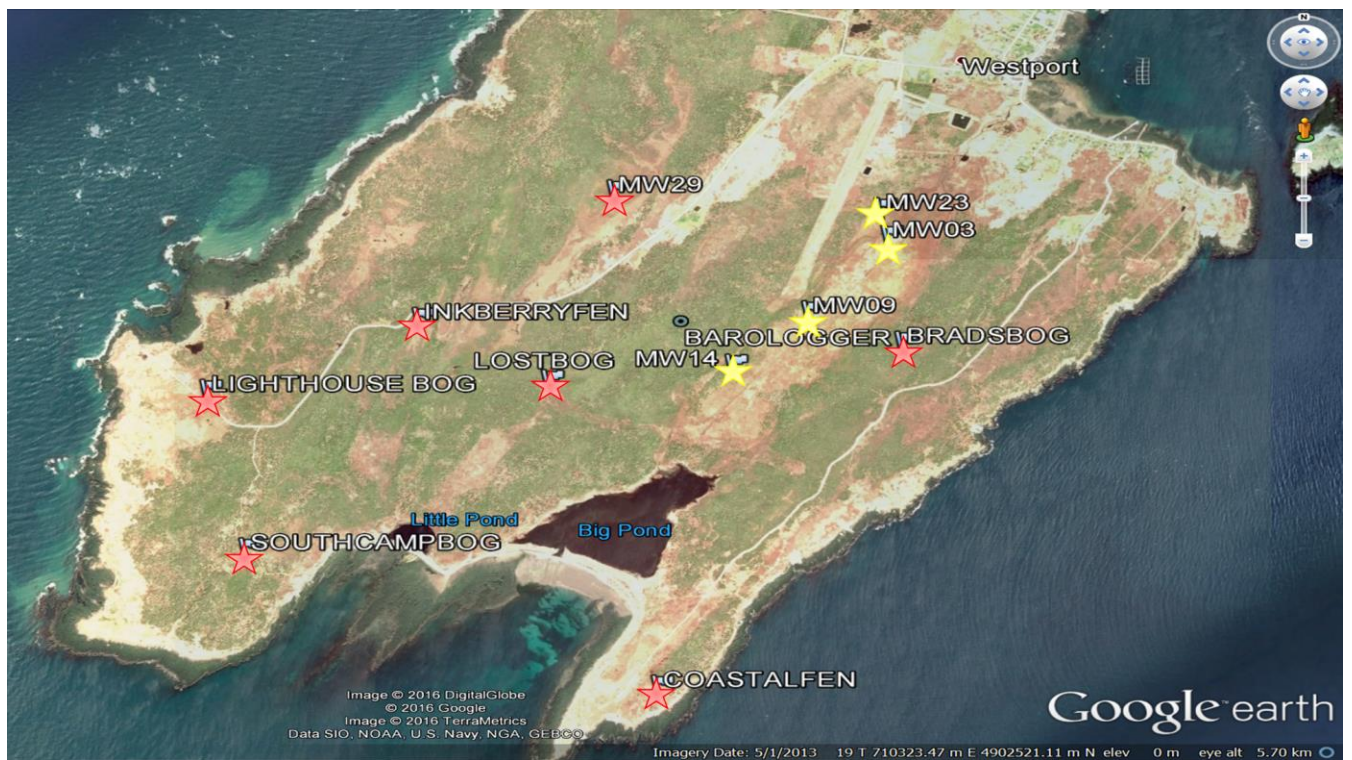 N
Westport
MW29
MW23
MW03
MW09
INKBERRYFEN
BAROLOGGER
BRADSBOG
MW14
LOSTBOG
LIGHTHOUSE BOG
Little Pond
Big Pond
SOUTHCAMPBOG
COASTALFEN
Image © 2016 DigitalGlobe
© 2016 Google
Image © 2016 TerraMetrics
Data SIO, NOAA, U.S. Navy, NGA, GEBCO
Google earth
Imagery Date: 5/1/2013 19 T 710323.47 m E 4902521.11 m N elev 0 m eye alt 5.70 km